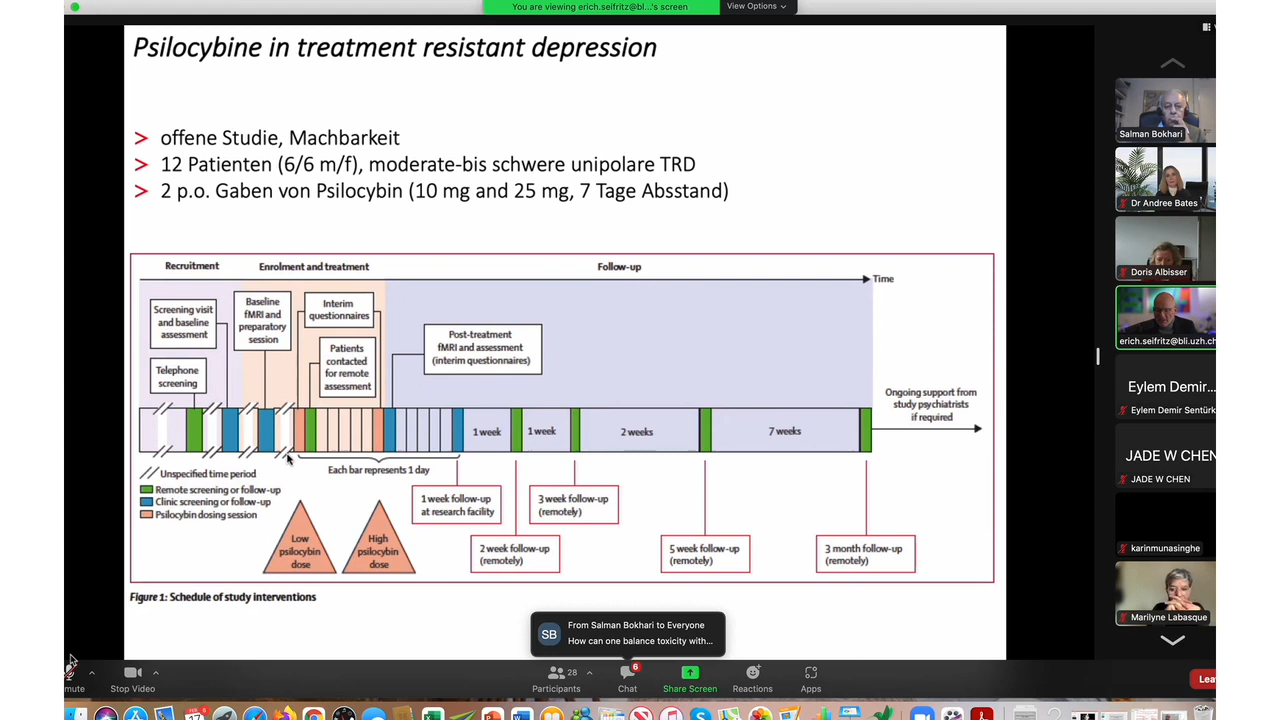 You are viewing erich.seifritz@bl...'s screen
View Options
Psilocybine in treatment resistant depression
> offene Studie, Machbarkeit
> 12 Patienten (6/6 m/f), moderate-bis schwere unipolare TRD
> 2 p.o. Gaben von Psilocybin (10 mg and 25 mg, 7 Tage Absstand)
Recruitment
Enrolment and treatment
Follow-up
Time
Screening visit
and baseline
assessment
Telephone
screening
Baseline
fMRI and
preparatory
session
Interim
questionnaires
Patients
contacted
for remote
assessment
Post-treatment
fMRI and assessment
(interim questionnaires)
Ongoing support from
study psychiatrists
if required
1 week
1 week
2 weeks
7 weeks
Unspecified time period
Remote screening or follow-up
Clinic screening or follow-up
Psilocybin dosing session
Each bar represents 1 day
Low
psilocybin
dose
High
psilocybin
dose
1 week follow-up
at research facility
2 week follow-up
(remotely)
3 week follow-up
(remotely)
5 week follow-up
(remotely)
3 month follow-up
(remotely)
Figure 1: Schedule of study interventions
SB
From Salman Bokhari to Everyone
How can one balance toxicity with...
Salman Bokhari
Dr Andree Bates
Doris Albisser
erich.seifritz@bli.uzh.ch
Eylem Demir...
Eylem Demir Sentürk
JADE W CHEN
JADE W CHEN
karinmunasinghe
Marilyne Labasque
mute
Stop Video
28
Participants
6
Chat
Share Screen
Reactions
Apps
Lea
FEB
17